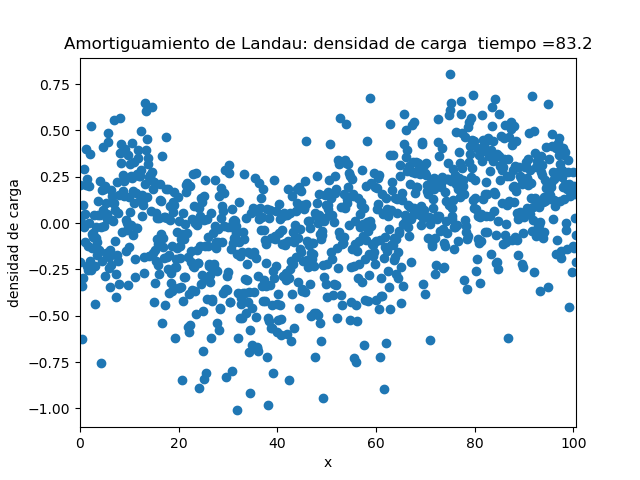 Amortiguamiento de Landau: densidad de carga  tiempo =83.2
0.75
0.50
0.25
0.00
−0.25
−0.50
−0.75
−1.00
densidad de carga
0 20 40 60 80 100
x